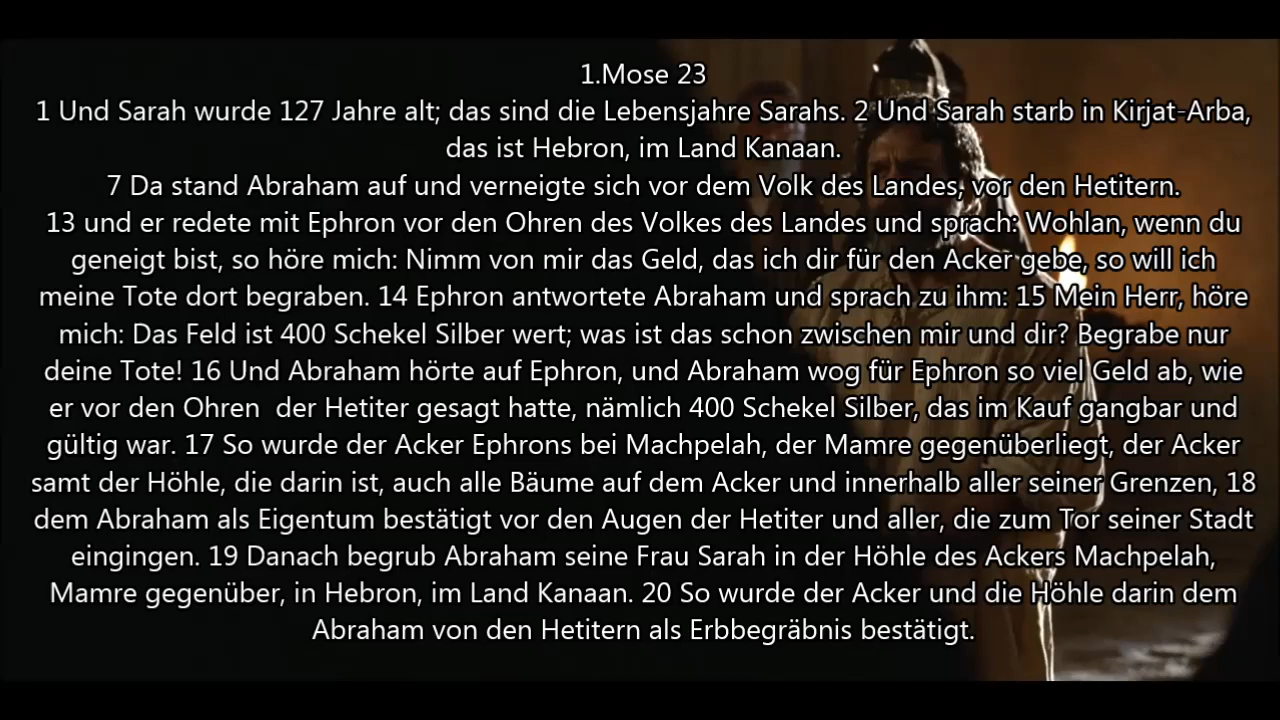 1.Mose 23
1 Und Sarah wurde 127 Jahre alt; das sind die Lebensjahre Sarahs. 2 Und Sarah starb in Kirjat-Arba,
das ist Hebron, im Land Kanaan.
7 Da stand Abraham auf und verneigte sich vor dem Volk des Landes, vor den Hetitern.
13 und er redete mit Ephron vor den Ohren des Volkes des Landes und sprach: Wohlan, wenn du
geneigt bist, so höre mich: Nimm von mir das Geld, das ich dir für den Acker gebe, so will ich
meine Tote dort begraben. 14 Ephron antwortete Abraham und sprach zu ihm: 15 Mein Herr, höre
mich: Das Feld ist 400 Schekel Silber wert; was ist das schon zwischen mir und dir? Begrabe nur
deine Tote! 16 Und Abraham hörte auf Ephron, und Abraham wog für Ephron so viel Geld ab, wie
er vor den Ohren  der Hetiter gesagt hatte, nämlich 400 Schekel Silber, das im Kauf gangbar und
gültig war. 17 So wurde der Acker Ephrons bei Machpelah, der Mamre gegenüberliegt, der Acker
samt der Höhle, die darin ist, auch alle Bäume auf dem Acker und innerhalb aller seiner Grenzen, 18
dem Abraham als Eigentum bestätigt vor den Augen der Hetiter und aller, die zum Tor seiner Stadt
eingingen. 19 Danach begrub Abraham seine Frau Sarah in der Höhle des Ackers Machpelah,
Mamre gegenüber, in Hebron, im Land Kanaan. 20 So wurde der Acker und die Höhle darin dem
Abraham von den Hetitern als Erbbegräbnis bestätigt.